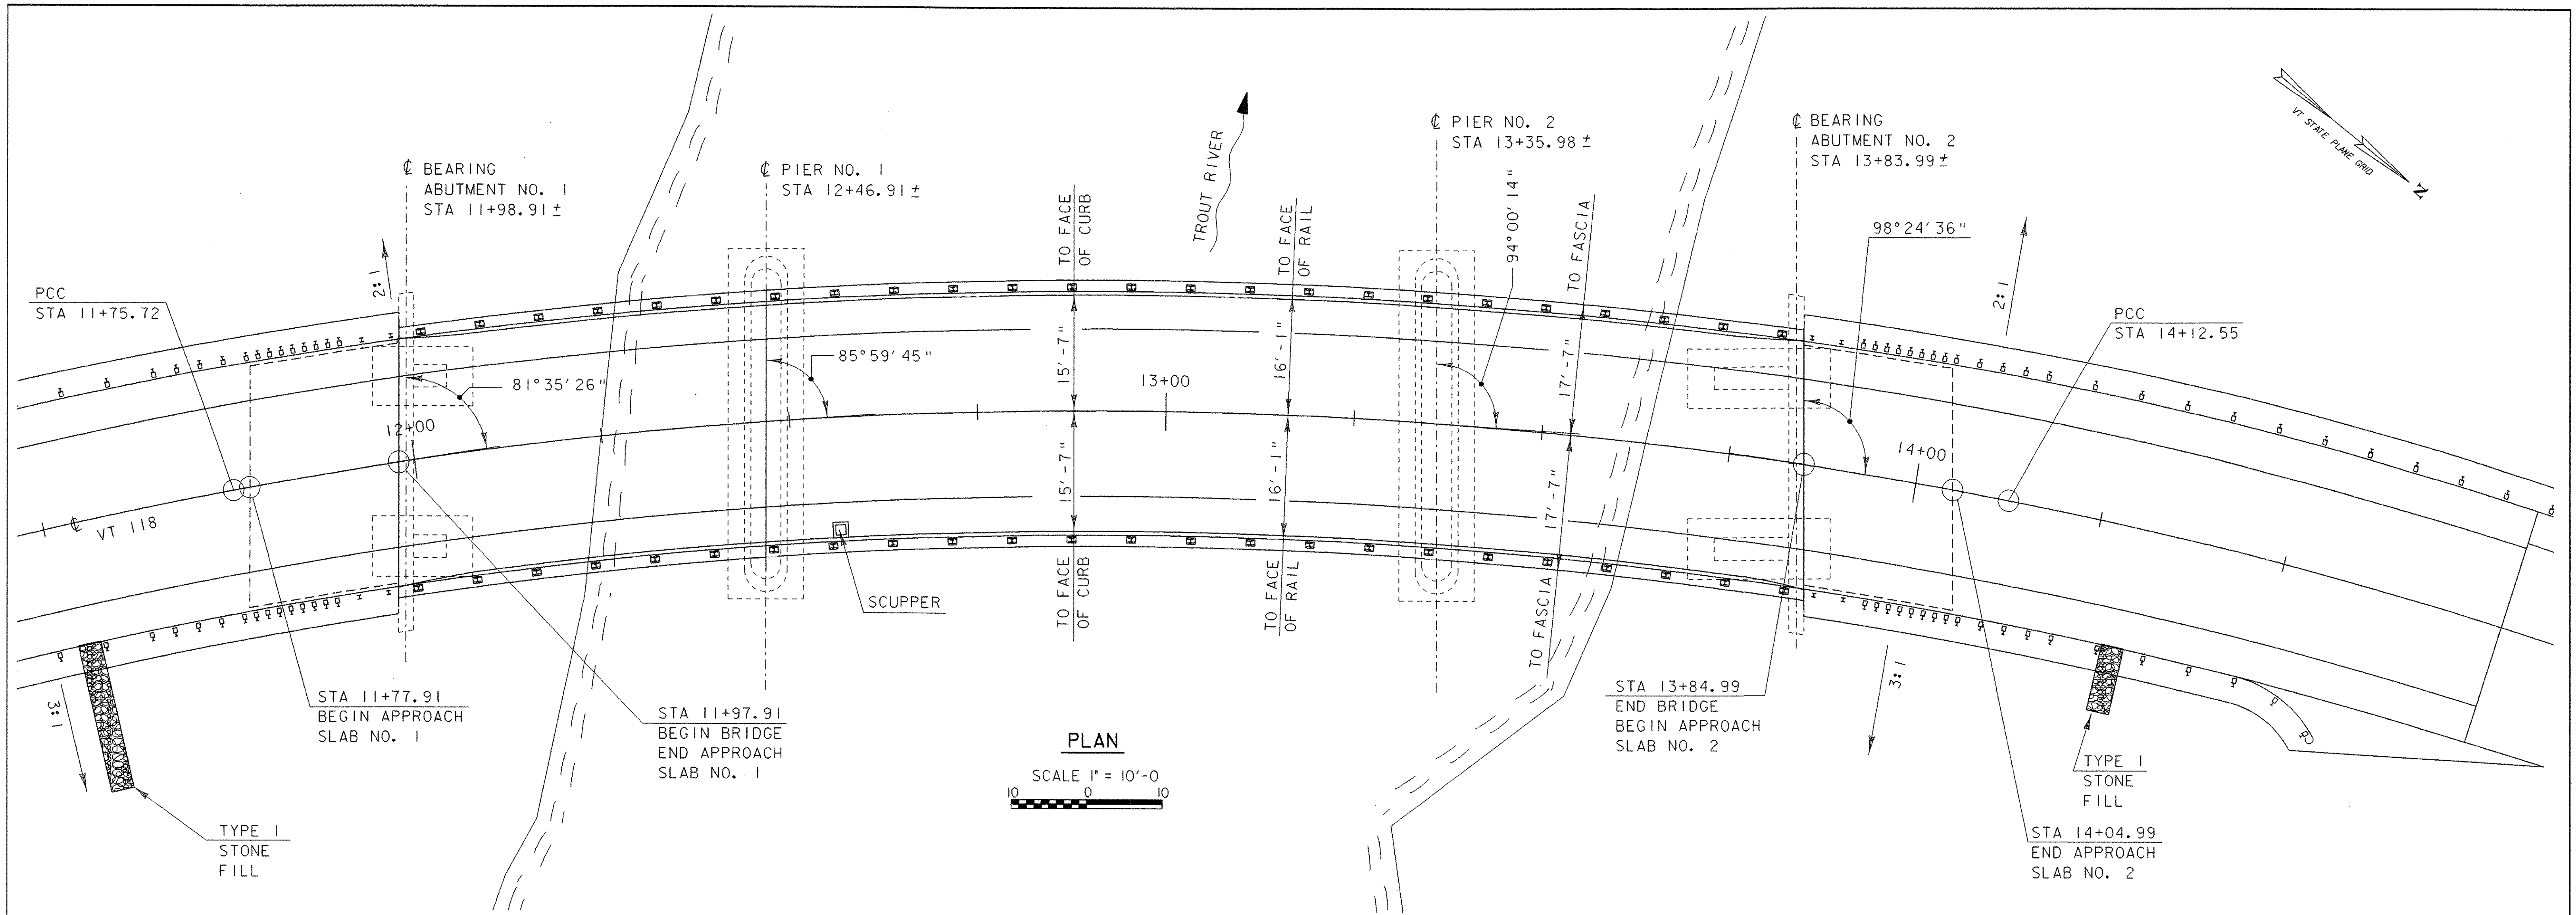 PCC
STA 11+75.72
℄ BEARING
ABUTMENT NO. 1
STA 11+98.91±
2:1
℄ PIER NO. 1
STA 12+46.91±
TO FACE
OF CURB
TROUT RIVER
TO FACE
OF RAIL
℄ PIER NO. 2
STA 13+35.98±
94°00'14"
TO FASCIA
℄ BEARING
ABUTMENT NO. 2
STA 13+83.99±
98°24'36"
2:1
PCC
STA 14+12.55
VT STATE PLANE GRID
N
81°35'26"
85°59'45"
15'-7"
13+00
16'-1"
17'-7"
12+00
14+00
℄ VT 118
15'-7"
16'-1"
17'-7"
SCUPPER
TO FACE
OF CURB
TO FACE
OF RAIL
TO FASCIA
3:1
STA 11+77.91
BEGIN APPROACH
SLAB NO. 1
STA 11+97.91
BEGIN BRIDGE
END APPROACH
SLAB NO. 1
STA 13+84.99
END BRIDGE
BEGIN APPROACH
SLAB NO. 2
3:1
TYPE 1
STONE
FILL
STA 14+04.99
END APPROACH
SLAB NO. 2
TYPE 1
STONE
FILL
PLAN
SCALE 1" = 10'-0
10 0 10